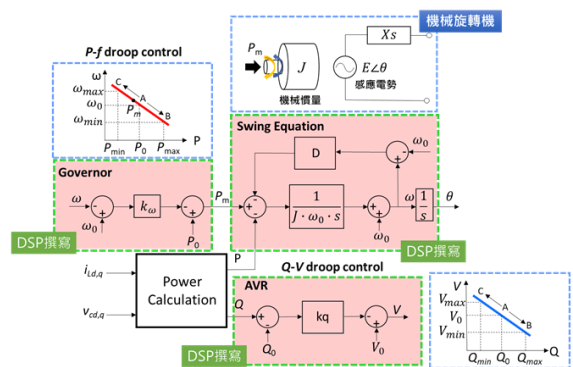 機械旋轉機
P-f droop control
ω
C
A
B
ωmax
ω0
ωmin
Pm
P
Pmin P0 Pmax
Pm
J
機械慣量
Xs
E∠θ
感應電勢
Swing Equation
D
ω0
Governor
ω
kω
Pm
1
J · ω0 · s
ω
1
s
θ
ω0
P0
ω0
DSP撰寫
DSP撰寫
P
iLd,q
vcd,q
Power
Calculation
Q-V droop control
AVR
Q
kq
V
Q0
V0
DSP撰寫
V
C
A
B
Vmax
V0
Vmin
Q
Qmin Q0 Qmax